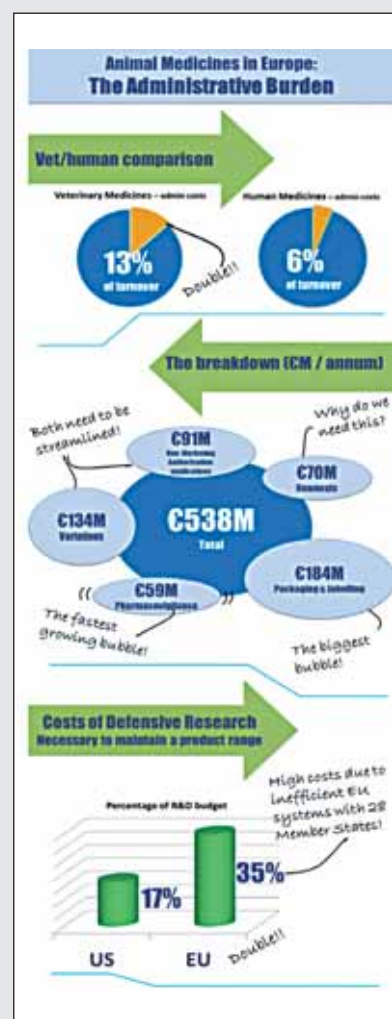 Animal Medicines in Europe:
The Administrative Burden
Vet/human comparison
Veterinary Medicines – admin costs
Human Medicines – admin costs
13%
of turnover
Double!!
6%
of turnover
The breakdown (€M / annum)
Both need to be
streamlined!
€91M
New Marketing
Authorisation
applications
Why do we
need this?
€70M
Renewals
€134M
Variations
€538M
Total
€59M
Pharmacovigilance
€184M
Packaging & labelling
The fastest
growing bubble!
The biggest
bubble!
Costs of Defensive Research
Necessary to maintain a product range
High costs due to
inefficient EU
systems with 28
Member States!
Percentage of R&D budget
17%
35%
US
EU
Double!!